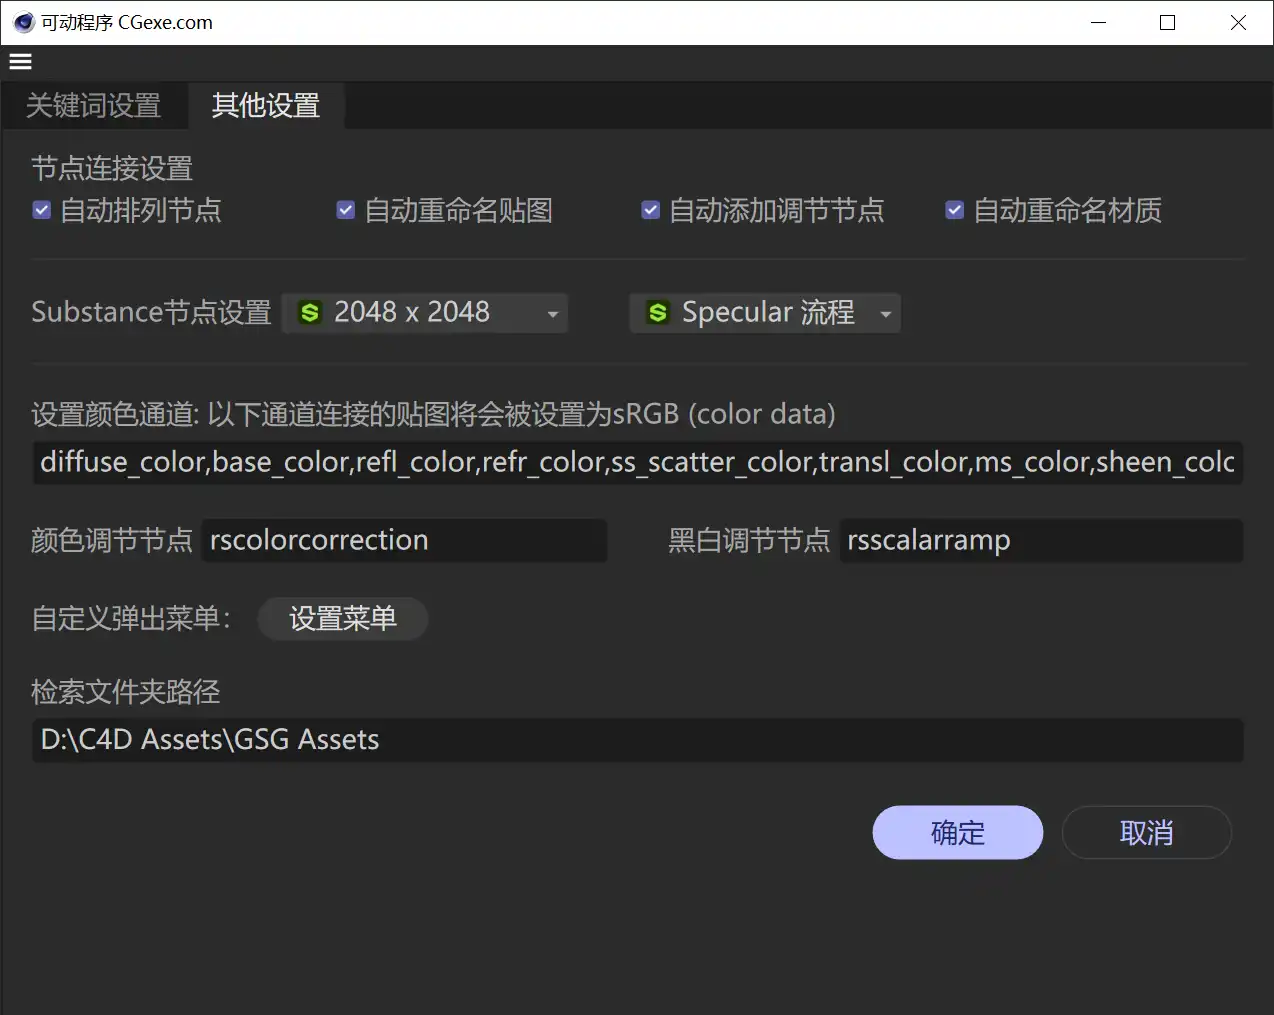 可动程序 CGexe.com
关键词设置 其他设置
节点连接设置
自动排列节点 自动重命名贴图 自动添加调节节点 自动重命名材质
Substance节点设置 2048 x 2048 Specular 流程
设置颜色通道: 以下通道连接的贴图将会被设置为sRGB (color data)
diffuse_color,base_color,refl_color,refr_color,ss_scatter_color,transl_color,ms_color,sheen_colc
颜色调节节点 rscolorcorrection 黑白调节节点 rsscalarramp
自定义弹出菜单： 设置菜单
检索文件夹路径
D:\C4D Assets\GSG Assets
确定 取消